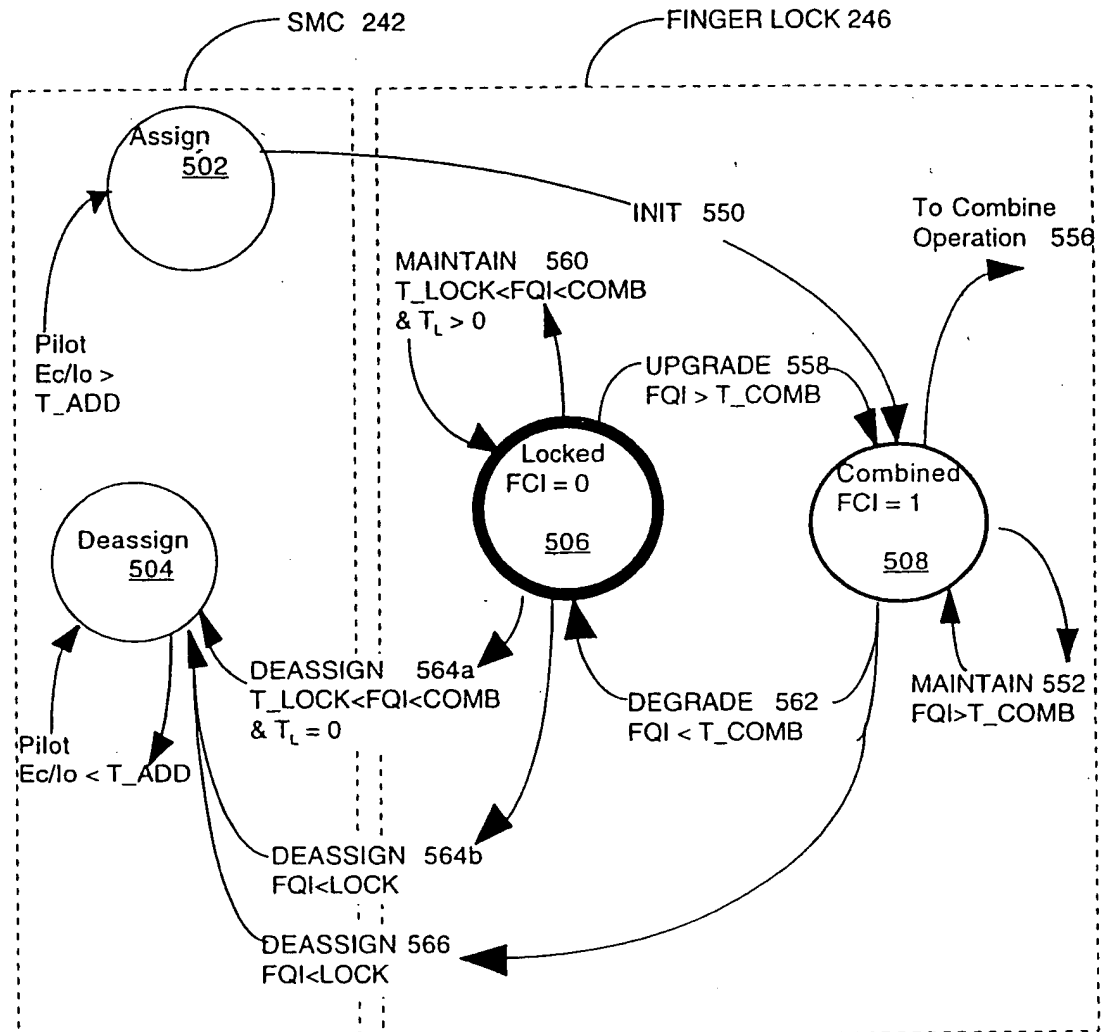 SMC 242
FINGER LOCK 246
Assign
502
INIT 550
To Combine
Operation 556
MAINTAIN 560
T_LOCK<FQI<COMB
& T_L > 0
Pilot
Ec/Io >
T_ADD
UPGRADE 558
FQI > T_COMB
Locked
FCI = 0
506
Combined
FCI = 1
508
Deassign
504
DEASSIGN 564a
T_LOCK<FQI<COMB
& T_L = 0
DEGRADE 562
FQI < T_COMB
MAINTAIN 552
FQI>T_COMB
Pilot
Ec/Io < T_ADD
DEASSIGN 564b
FQI<LOCK
DEASSIGN 566
FQI<LOCK